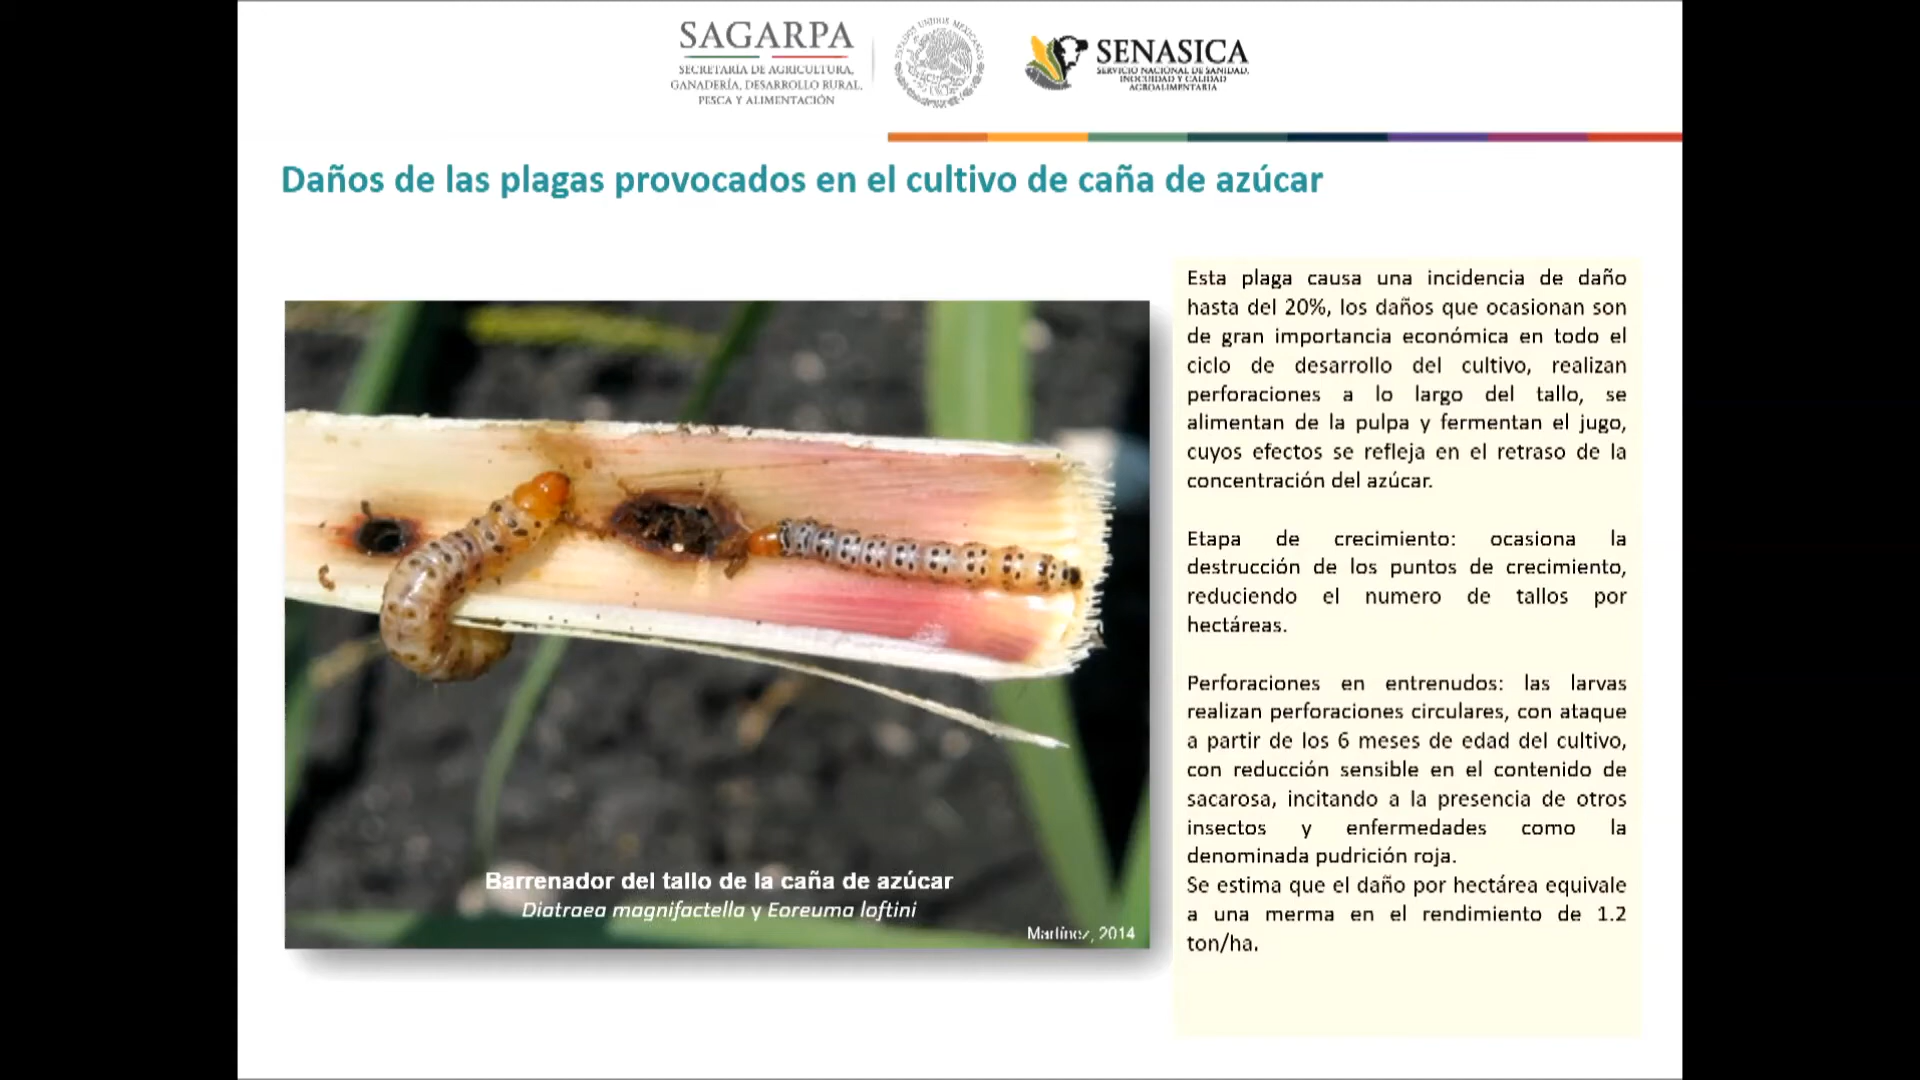 SAGARPA
SECRETARÍA DE AGRICULTURA,
GANADERÍA, DESARROLLO RURAL,
PESCA Y ALIMENTACIÓN
ESTADOS UNIDOS MEXICANOS
SENASICA
SERVICIO NACIONAL DE SANIDAD,
INOCUIDAD Y CALIDAD
AGROALIMENTARIA
Daños de las plagas provocados en el cultivo de caña de azúcar
Barrenador del tallo de la caña de azúcar
Diatraea magnifactella y Eoreuma loftini
Martínez, 2014
Esta plaga causa una incidencia de daño
hasta del 20%, los daños que ocasionan son
de gran importancia económica en todo el
ciclo de desarrollo del cultivo, realizan
perforaciones a lo largo del tallo, se
alimentan de la pulpa y fermentan el jugo,
cuyos efectos se refleja en el retraso de la
concentración del azúcar.
Etapa de crecimiento: ocasiona la
destrucción de los puntos de crecimiento,
reduciendo el numero de tallos por
hectáreas.
Perforaciones en entrenudos: las larvas
realizan perforaciones circulares, con ataque
a partir de los 6 meses de edad del cultivo,
con reducción sensible en el contenido de
sacarosa, incitando a la presencia de otros
insectos y enfermedades como la
denominada pudrición roja.
Se estima que el daño por hectárea equivale
a una merma en el rendimiento de 1.2
ton/ha.